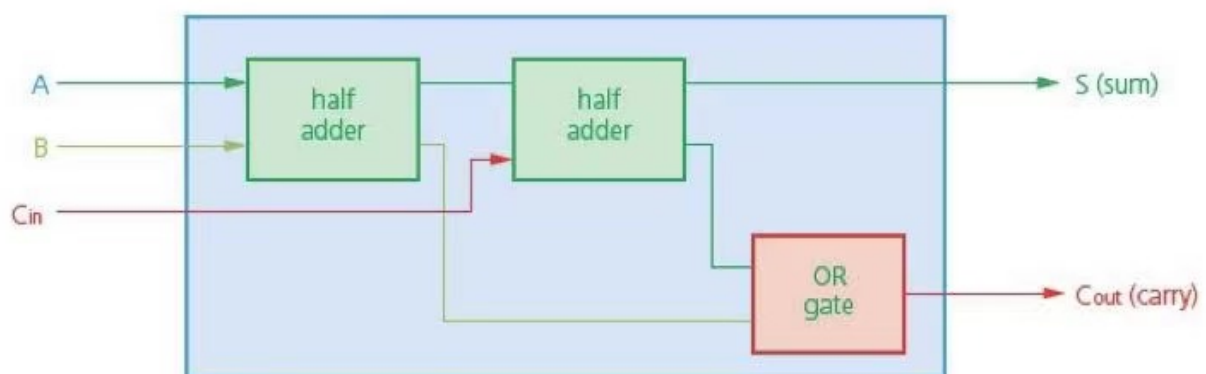 A
B
Cin
half
adder
half
adder
OR
gate
S (sum)
Cout (carry)